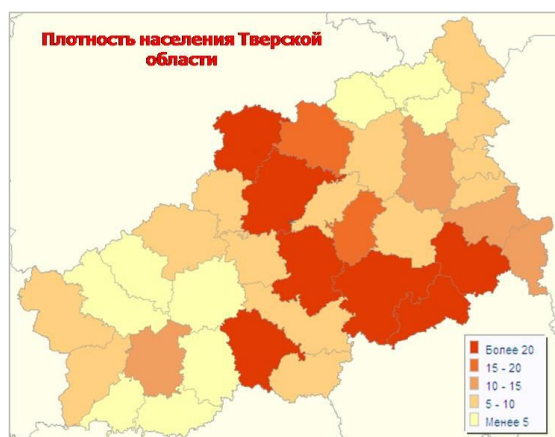 Плотность населения Тверской
области
Более 20
15 - 20
10 - 15
5 - 10
Менее 5